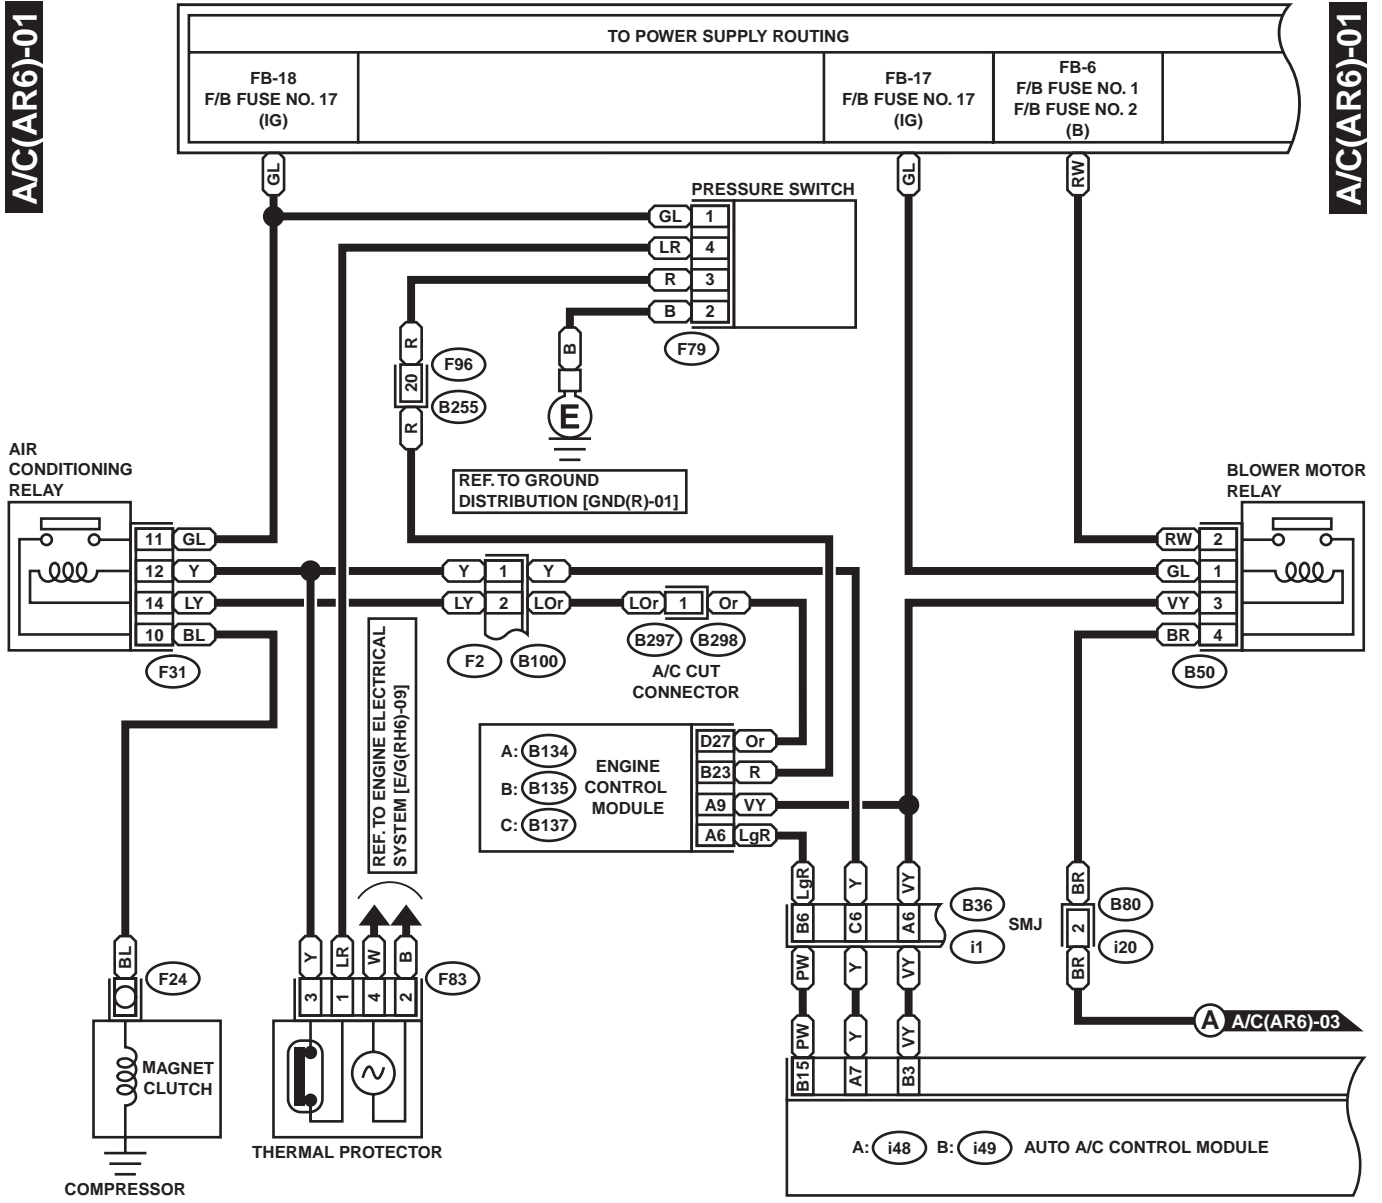 A/C(AR6)-01
A/C(AR6)-01
TO POWER SUPPLY ROUTING
FB-18
F/B FUSE NO. 17
(IG)
FB-17
F/B FUSE NO. 17
(IG)
FB-6
F/B FUSE NO. 1
F/B FUSE NO. 2
(B)
GL
GL
RW
PRESSURE SWITCH
GL 1
LR 4
R 3
B 2
F79
R
20
R
F96
B255
B
E
REF. TO GROUND
DISTRIBUTION [GND(R)-01]
AIR
CONDITIONING
RELAY
11 GL
12 Y
14 LY
10 BL
F31
BLOWER MOTOR
RELAY
RW 2
GL 1
VY 3
BR 4
B50
Y 1 Y
LY 2 LOr
F2
B100
LOr 1 Or
B297
B298
A/C CUT
CONNECTOR
REF. TO ENGINE ELECTRICAL
SYSTEM [E/G(RH6)-09]
A: B134
B: B135
C: B137
ENGINE
CONTROL
MODULE
D27 Or
B23 R
A9 VY
A6 LgR
LgR
Y
VY
B6
C6
A6
B36
i1
SMJ
PW
Y
VY
PW
Y
VY
BR
2
BR
B80
i20
A
A/C(AR6)-03
BL
F24
MAGNET
CLUTCH
COMPRESSOR
Y
LR
W
B
3
1
4
2
F83
THERMAL PROTECTOR
B15
A7
B3
A: i48 B: i49 AUTO A/C CONTROL MODULE